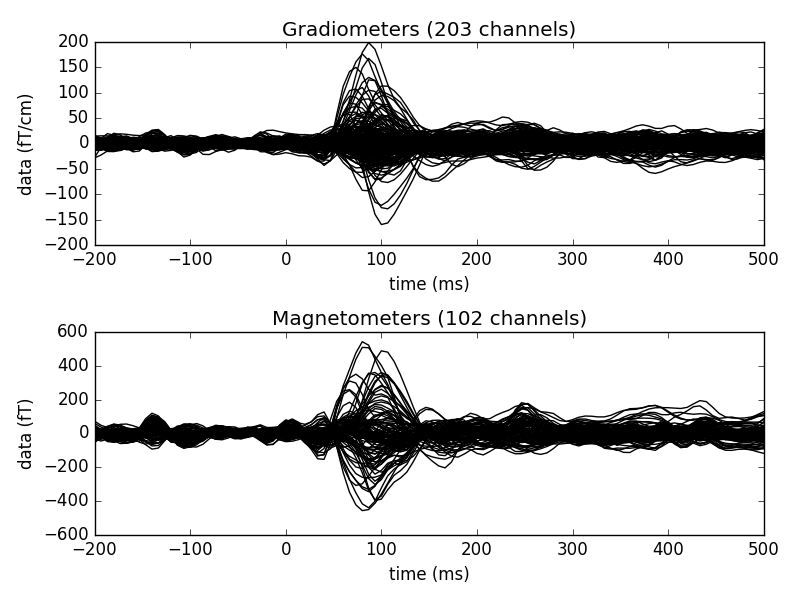 Gradiometers (203 channels)
200
150
100
50
0
−50
−100
−150
−200
data (fT/cm)
−200 −100 0 100 200 300 400 500
time (ms)
Magnetometers (102 channels)
600
400
200
0
−200
−400
−600
data (fT)
−200 −100 0 100 200 300 400 500
time (ms)